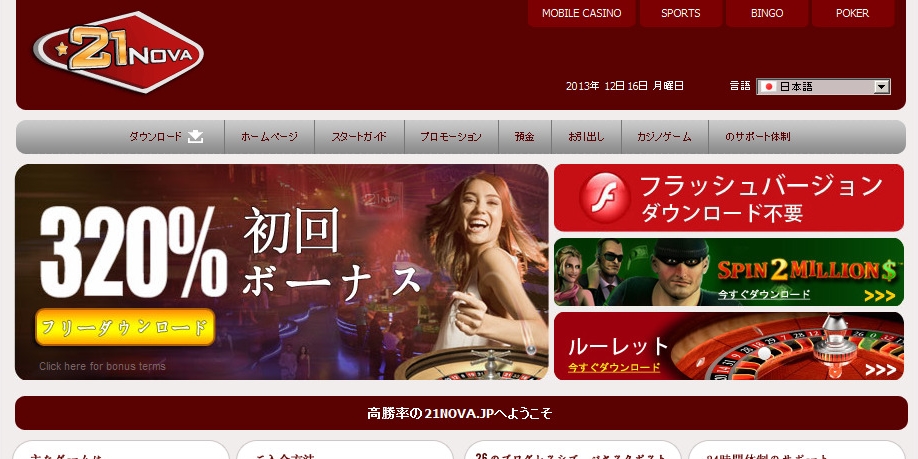 MOBILE CASINO SPORTS BINGO POKER
21NOVA
2013年 12日16日 月曜日 言語 日本語
ダウンロード ホームページ スタートガイド プロモーション 預金 お引出し カジノゲーム のサポート体制
320% 初回
ボーナス
フリーダウンロード
Click here for bonus terms
フラッシュバージョン
ダウンロード不要
SPIN 2 MILLION$
今すぐダウンロード >>>
ルーレット
今すぐダウンロード >>>
高勝率の21NOVA.JPへようこそ